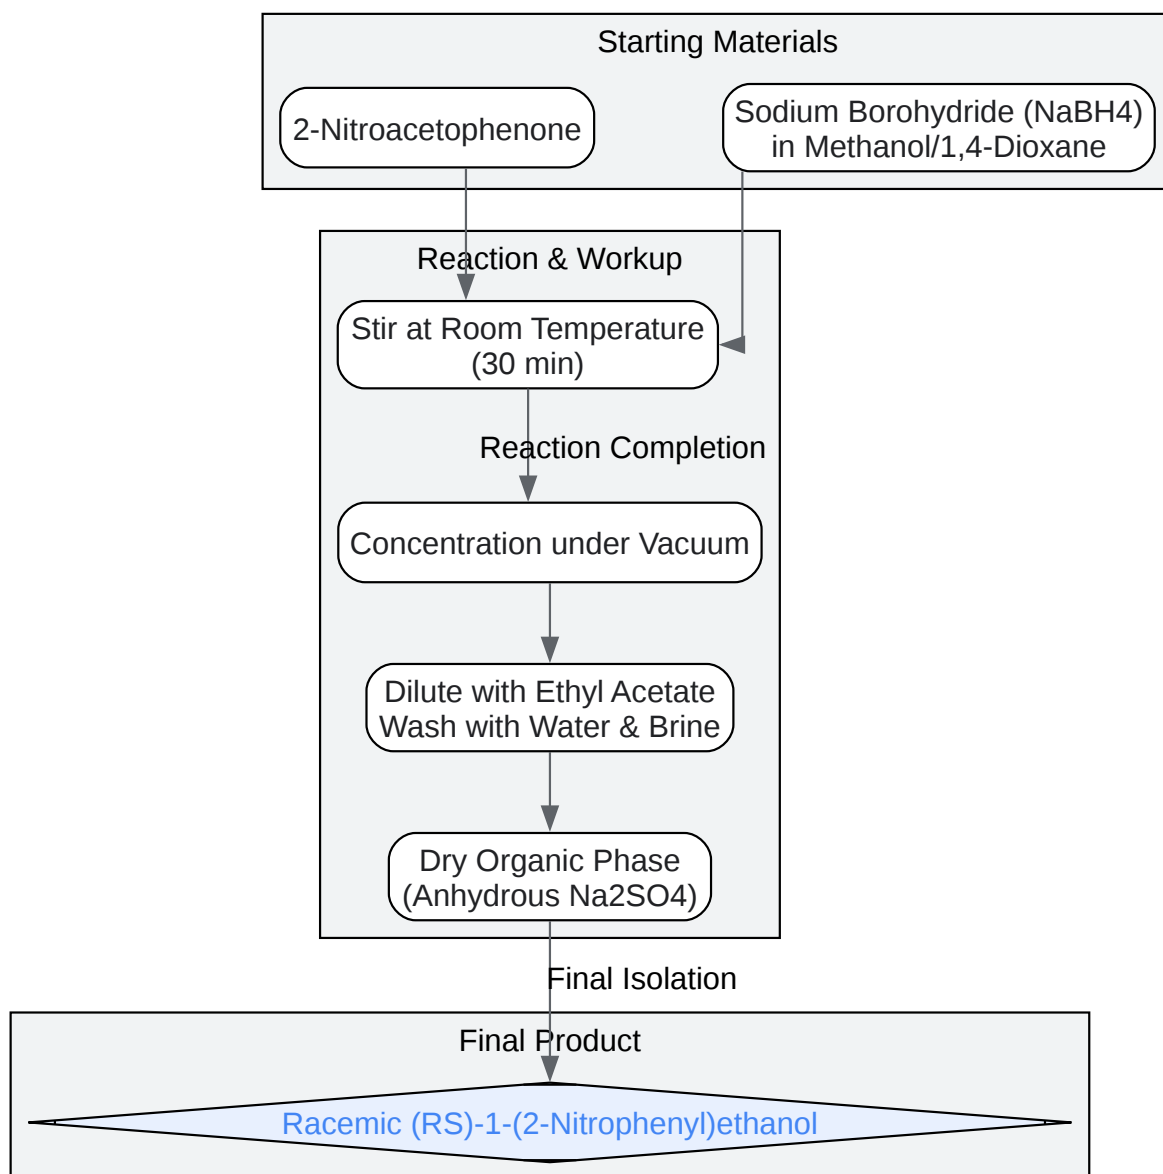 Starting Materials
2-Nitroacetophenone
Sodium Borohydride (NaBH4)
in Methanol/1,4-Dioxane
Reaction & Workup
Stir at Room Temperature
(30 min)
Reaction Completion
Concentration under Vacuum
Dilute with Ethyl Acetate
Wash with Water & Brine
Dry Organic Phase
(Anhydrous Na2SO4)
Final Isolation
Final Product
Racemic (RS)-1-(2-Nitrophenyl)ethanol